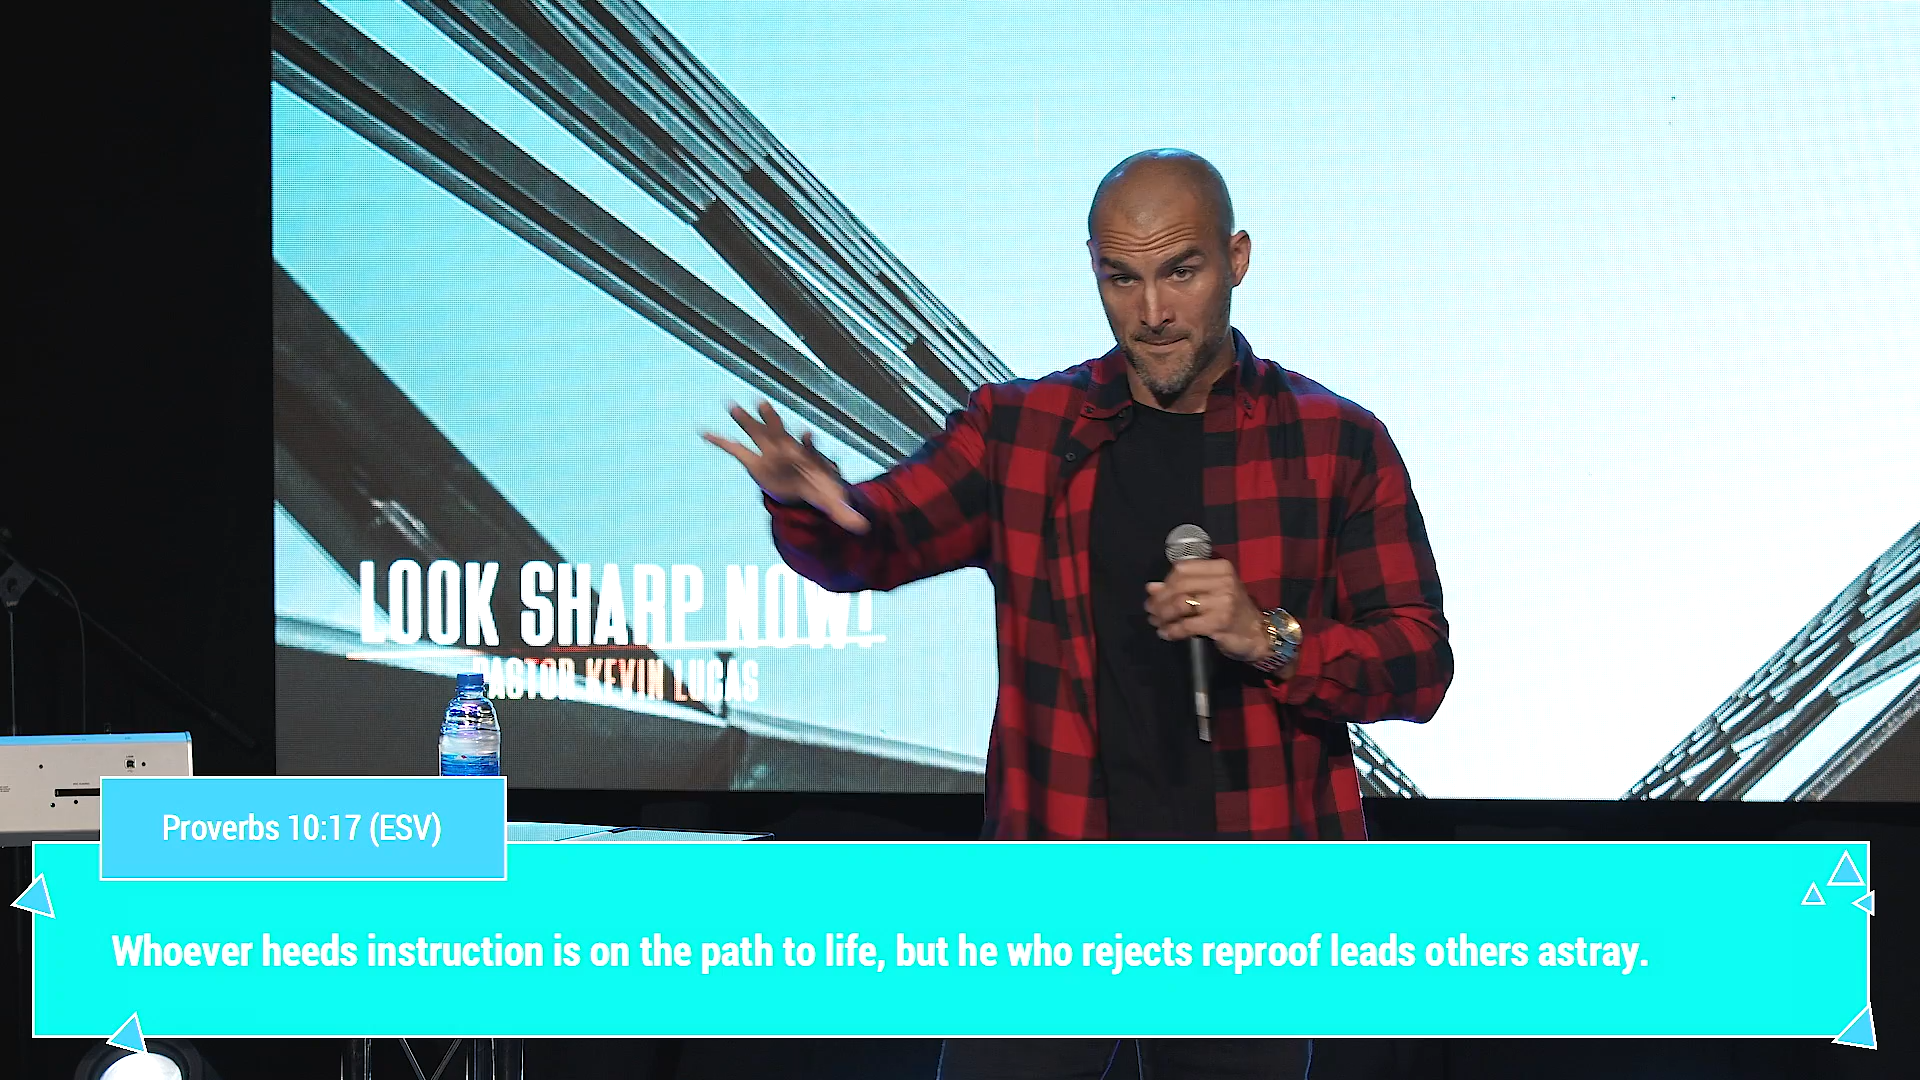 LOOK SHARP NOW!
PASTOR KEVIN LUCAS
Proverbs 10:17 (ESV)
Whoever heeds instruction is on the path to life, but he who rejects reproof leads others astray.